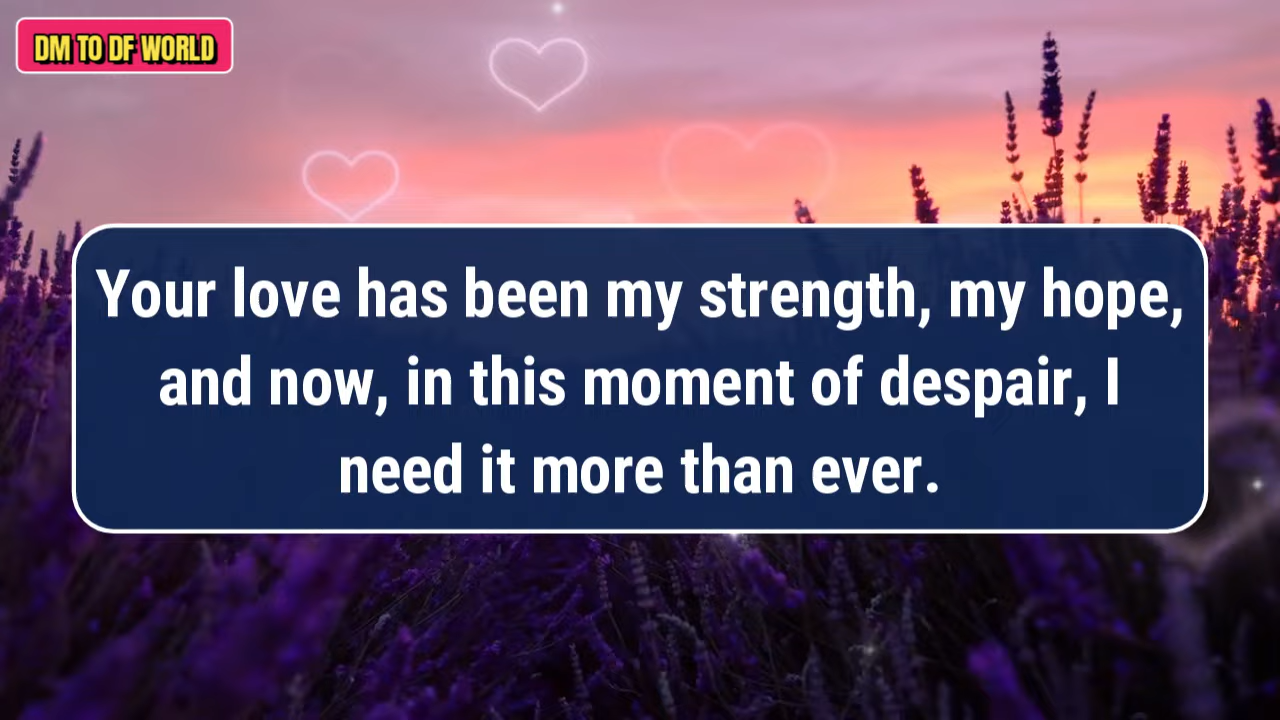 DM TO DF WORLD
Your love has been my strength, my hope,
and now, in this moment of despair, I
need it more than ever.